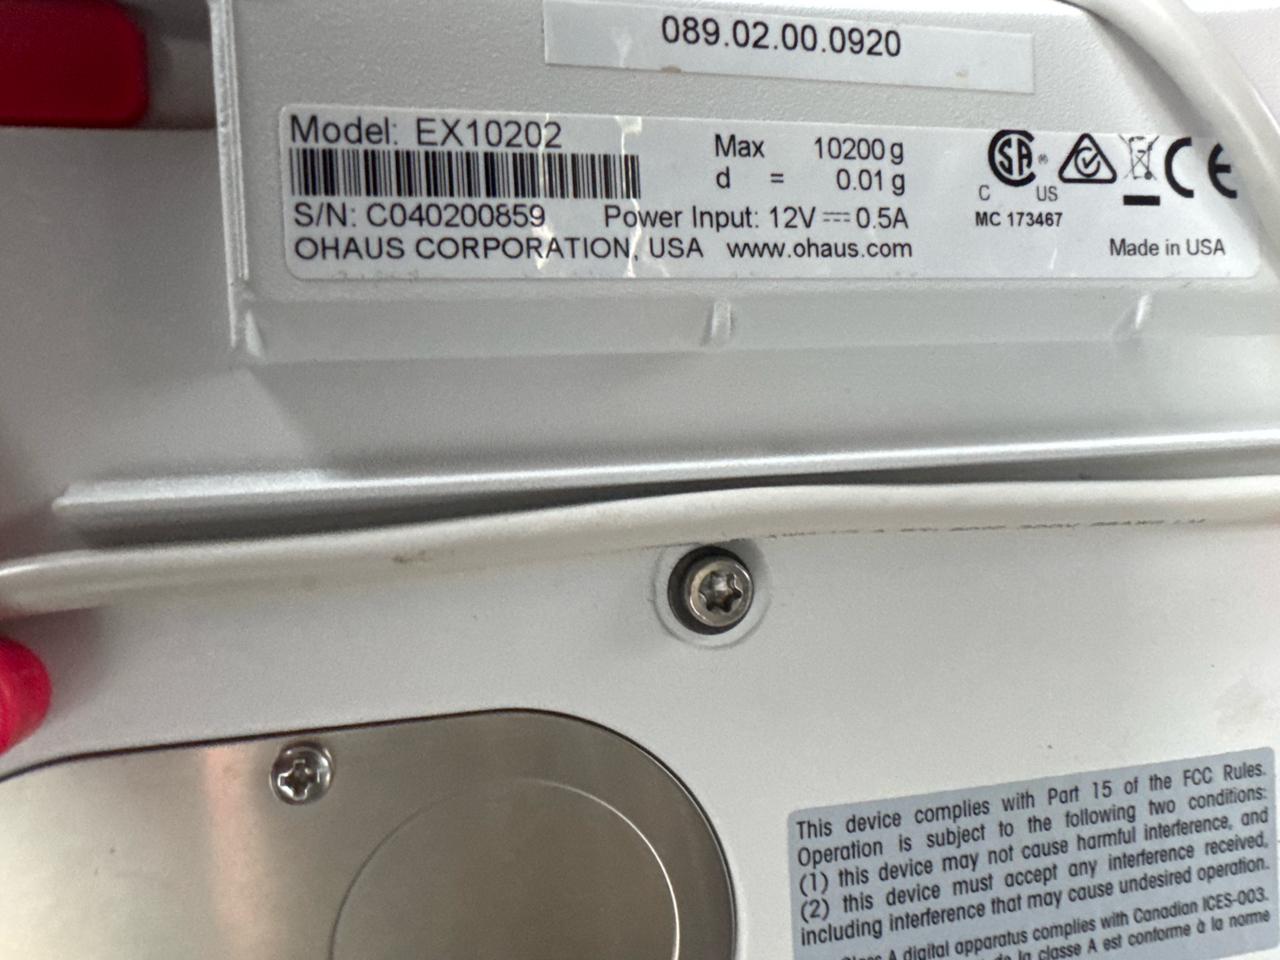 089.02.00.0920
Model: EX10202
Max 10200 g
d = 0.01 g
S/N: C040200859 Power Input: 12V ⎓ 0.5A
OHAUS CORPORATION, USA www.ohaus.com
SA ®
C US
MC 173467
CE
Made in USA
This device complies with Part 15 of the FCC Rules.
Operation is subject to the following two conditions:
(1) this device may not cause harmful interference, and
(2) this device must accept any interference received,
including interference that may cause undesired operation.
A digital apparatus complies with Canadian ICES-003.
de la classe A est conforme à la norme